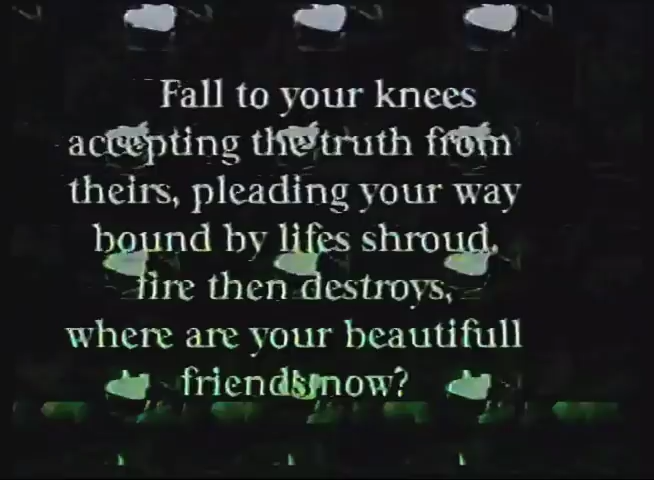 Fall to your knees
accepting the truth from
theirs, pleading your way
bound by lifes shroud,
fire then destroys,
where are your beautifull
friends now?